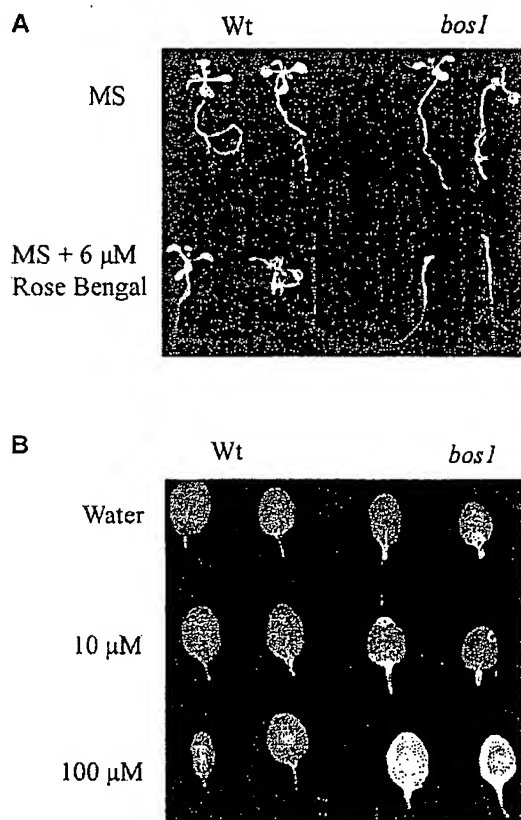 A
Wt bos1
MS
MS + 6 µM
Rose Bengal
B
Wt bos1
Water
10 µM
100 µM